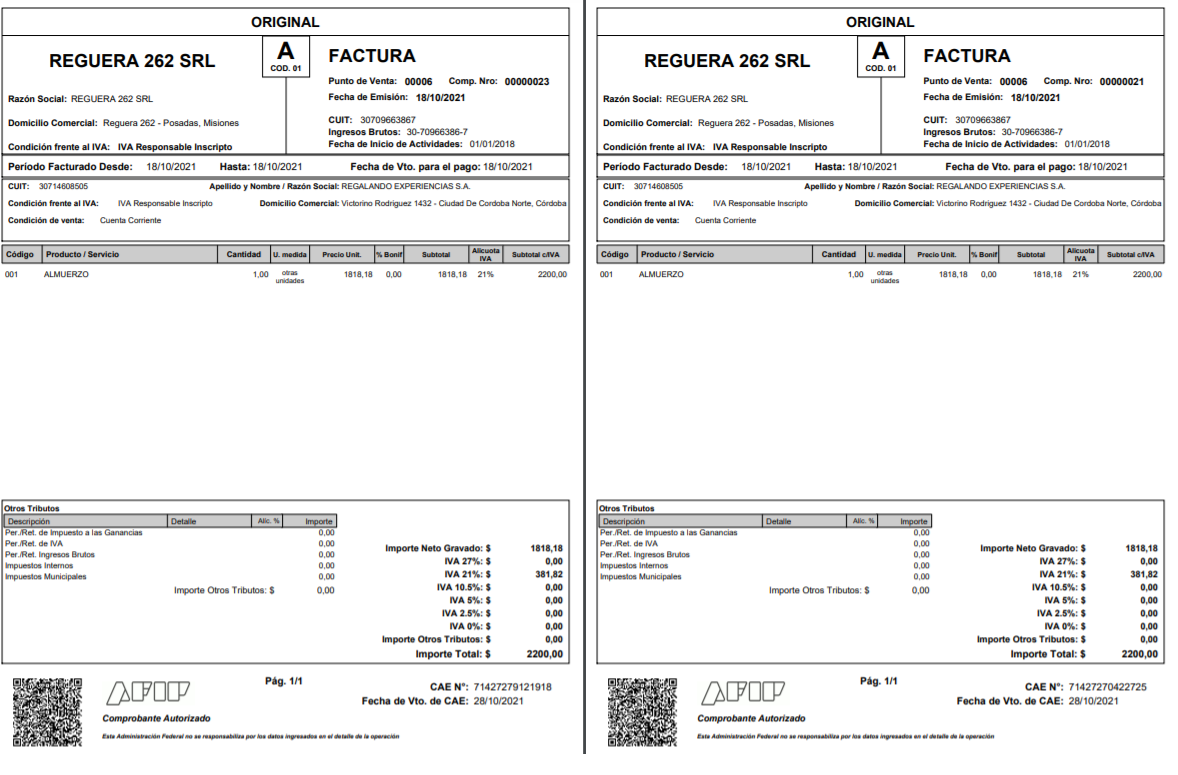 ORIGINAL
REGUERA 262 SRL
A
COD. 01
FACTURA
Punto de Venta: 00006 Comp. Nro: 00000023
Fecha de Emisión: 18/10/2021
Razón Social: REGUERA 262 SRL
Domicilio Comercial: Reguera 262 - Posadas, Misiones
CUIT: 30709663867
Ingresos Brutos: 30-70966386-7
Condición frente al IVA: IVA Responsable Inscripto
Fecha de Inicio de Actividades: 01/01/2018
Período Facturado Desde: 18/10/2021 Hasta: 18/10/2021 Fecha de Vto. para el pago: 18/10/2021
CUIT: 30714608505 Apellido y Nombre / Razón Social: REGALANDO EXPERIENCIAS S.A.
Condición frente al IVA: IVA Responsable Inscripto Domicilio Comercial: Victorino Rodriguez 1432 - Ciudad De Cordoba Norte, Córdoba
Condición de venta: Cuenta Corriente
Código Producto / Servicio Cantidad U. medida Precio Unit. % Bonif Subtotal Alicuota IVA Subtotal c/IVA
001 ALMUERZO 1,00 otras unidades 1818,18 0,00 1818,18 21% 2200,00
Otros Tributos
Descripción Detalle Alíc. % Importe
Per./Ret. de Impuesto a las Ganancias 0,00
Per./Ret. de IVA 0,00
Per./Ret. Ingresos Brutos 0,00
Impuestos Internos 0,00
Impuestos Municipales 0,00
Importe Otros Tributos: $ 0,00
Importe Neto Gravado: $ 1818,18
IVA 27%: $ 0,00
IVA 21%: $ 381,82
IVA 10.5%: $ 0,00
IVA 5%: $ 0,00
IVA 2.5%: $ 0,00
IVA 0%: $ 0,00
Importe Otros Tributos: $ 0,00
Importe Total: $ 2200,00
AFIP
Pág. 1/1
CAE N°: 71427279121918
Fecha de Vto. de CAE: 28/10/2021
Comprobante Autorizado
Esta Administración Federal no se responsabiliza por los datos ingresados en el detalle de la operación
ORIGINAL
REGUERA 262 SRL
A
COD. 01
FACTURA
Punto de Venta: 00006 Comp. Nro: 00000021
Fecha de Emisión: 18/10/2021
Razón Social: REGUERA 262 SRL
Domicilio Comercial: Reguera 262 - Posadas, Misiones
CUIT: 30709663867
Ingresos Brutos: 30-70966386-7
Condición frente al IVA: IVA Responsable Inscripto
Fecha de Inicio de Actividades: 01/01/2018
Período Facturado Desde: 18/10/2021 Hasta: 18/10/2021 Fecha de Vto. para el pago: 18/10/2021
CUIT: 30714608505 Apellido y Nombre / Razón Social: REGALANDO EXPERIENCIAS S.A.
Condición frente al IVA: IVA Responsable Inscripto Domicilio Comercial: Victorino Rodriguez 1432 - Ciudad De Cordoba Norte, Córdoba
Condición de venta: Cuenta Corriente
Código Producto / Servicio Cantidad U. medida Precio Unit. % Bonif Subtotal Alicuota IVA Subtotal c/IVA
001 ALMUERZO 1,00 otras unidades 1818,18 0,00 1818,18 21% 2200,00
Otros Tributos
Descripción Detalle Alíc. % Importe
Per./Ret. de Impuesto a las Ganancias 0,00
Per./Ret. de IVA 0,00
Per./Ret. Ingresos Brutos 0,00
Impuestos Internos 0,00
Impuestos Municipales 0,00
Importe Otros Tributos: $ 0,00
Importe Neto Gravado: $ 1818,18
IVA 27%: $ 0,00
IVA 21%: $ 381,82
IVA 10.5%: $ 0,00
IVA 5%: $ 0,00
IVA 2.5%: $ 0,00
IVA 0%: $ 0,00
Importe Otros Tributos: $ 0,00
Importe Total: $ 2200,00
AFIP
Pág. 1/1
CAE N°: 71427270422725
Fecha de Vto. de CAE: 28/10/2021
Comprobante Autorizado
Esta Administración Federal no se responsabiliza por los datos ingresados en el detalle de la operación